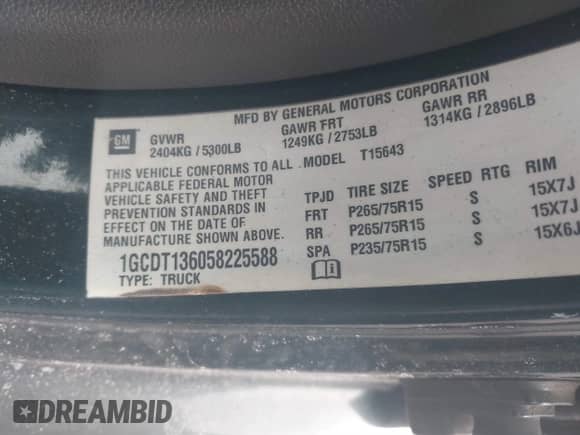 MFD BY GENERAL MOTORS CORPORATION
GM GVWR GAWR FRT GAWR RR
2404KG / 5300LB 1249KG / 2753LB 1314KG / 2896LB
THIS VEHICLE CONFORMS TO ALL MODEL T15643
APPLICABLE FEDERAL MOTOR
VEHICLE SAFETY AND THEFT TPJD TIRE SIZE SPEED RTG RIM
PREVENTION STANDARDS IN FRT P265/75R15 S 15X7J
EFFECT ON THE DATE OF RR P265/75R15 S 15X7J
MANUFACTURE SHOWN ABOVE. SPA P235/75R15 S 15X6J
1GCDT136058225588
TYPE: TRUCK
DREAMBID